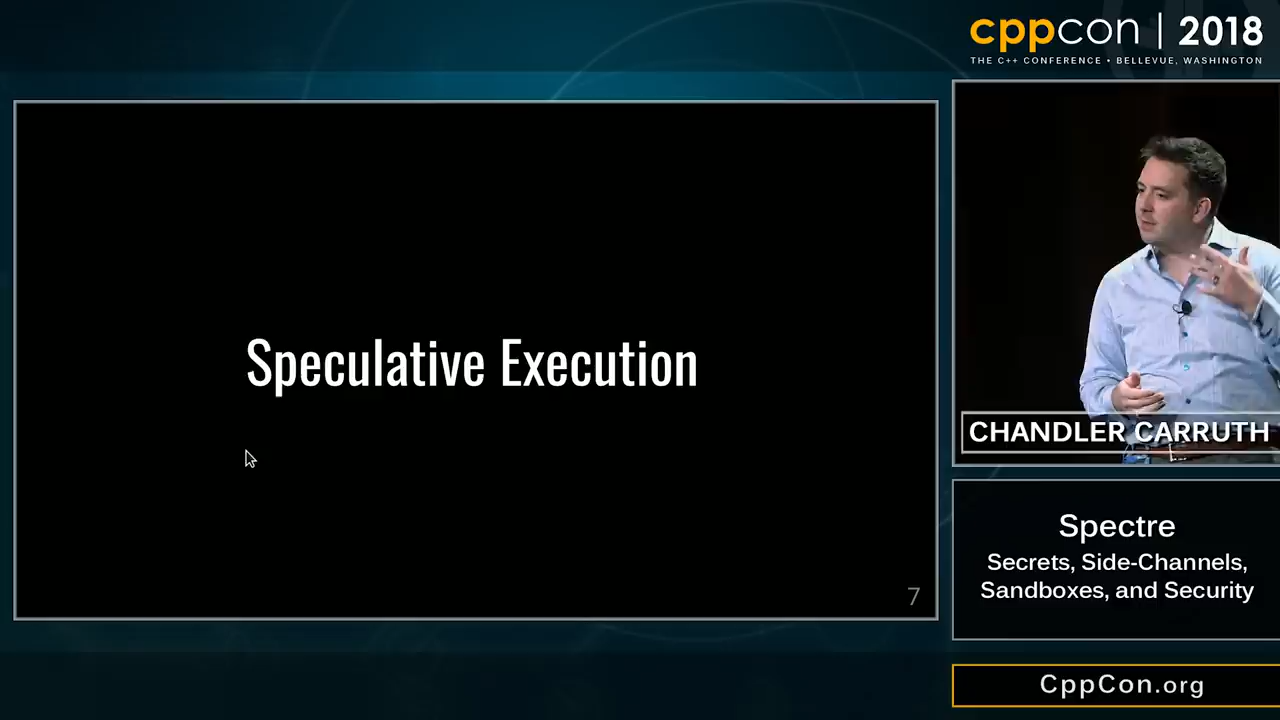 cppcon | 2018
THE C++ CONFERENCE • BELLEVUE, WASHINGTON
Speculative Execution
7
CHANDLER CARRUTH
Spectre
Secrets, Side-Channels,
Sandboxes, and Security
CppCon.org